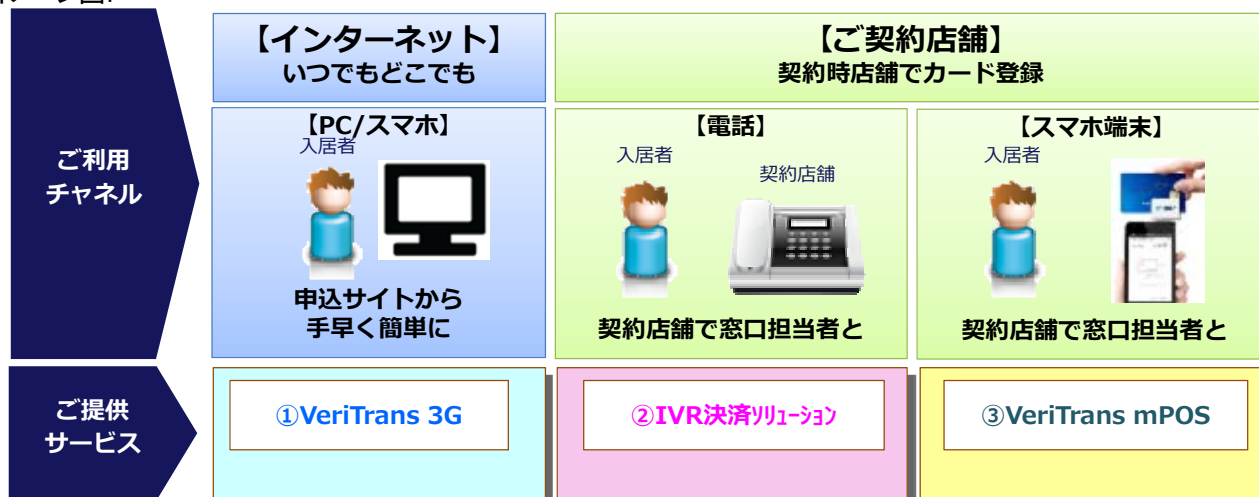 【インターネット】
いつでもどこでも
【ご契約店舗】
契約時店舗でカード登録
ご利用
チャネル
【PC/スマホ】
入居者
申込サイトから
手早く簡単に
【電話】
入居者
契約店舗
契約店舗で窓口担当者と
【スマホ端末】
入居者
契約店舗で窓口担当者と
ご提供
サービス
①VeriTrans 3G
②IVR決済ソリューション
③VeriTrans mPOS